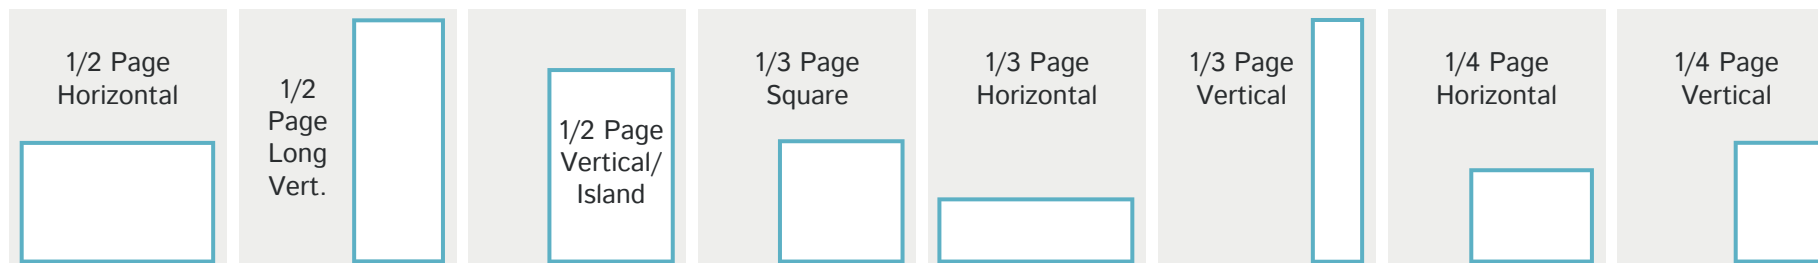 1/2 Page
Horizontal
1/2
Page
Long
Vert.
1/2 Page
Vertical/
Island
1/3 Page
Square
1/3 Page
Horizontal
1/3 Page
Vertical
1/4 Page
Horizontal
1/4 Page
Vertical